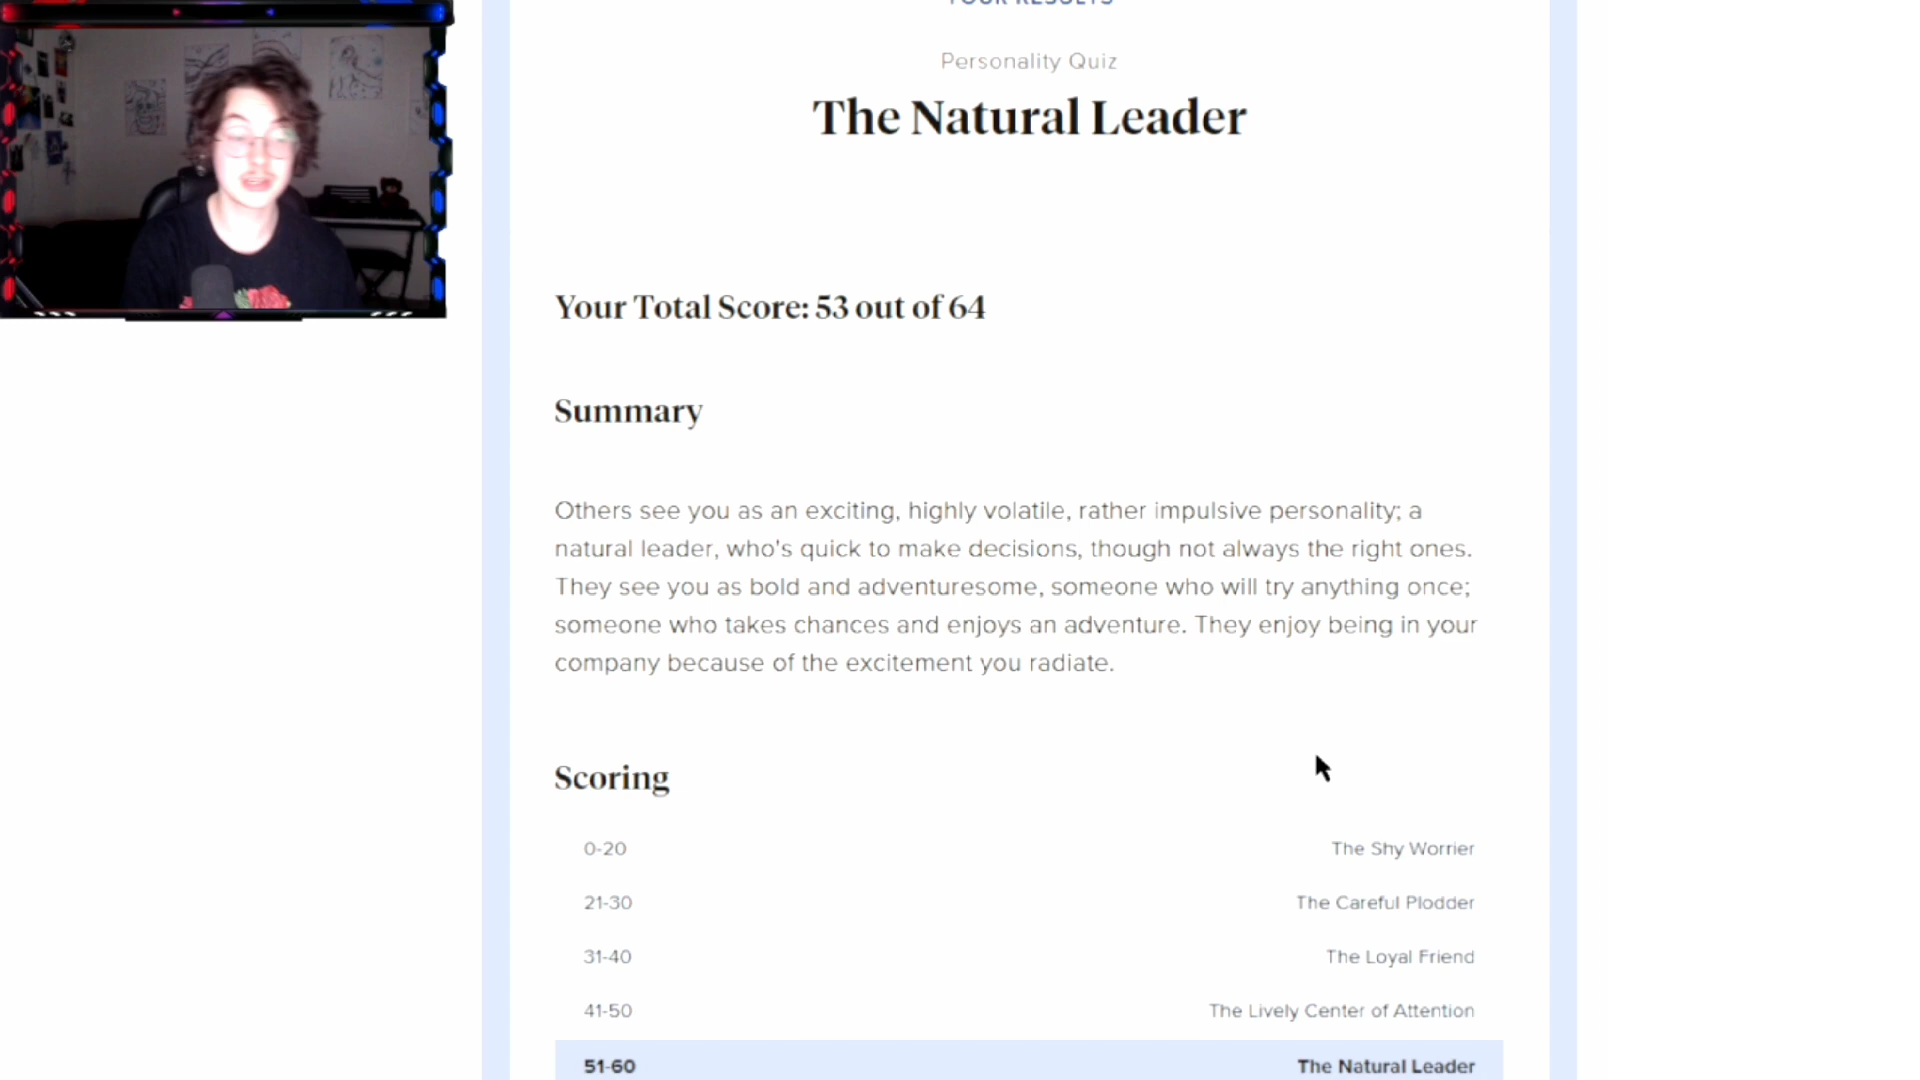 YOUR RESULTS
Personality Quiz
The Natural Leader
Your Total Score: 53 out of 64
Summary
Others see you as an exciting, highly volatile, rather impulsive personality; a
natural leader, who's quick to make decisions, though not always the right ones.
They see you as bold and adventuresome, someone who will try anything once;
someone who takes chances and enjoys an adventure. They enjoy being in your
company because of the excitement you radiate.
Scoring
0-20 The Shy Worrier
21-30 The Careful Plodder
31-40 The Loyal Friend
41-50 The Lively Center of Attention
51-60 The Natural Leader